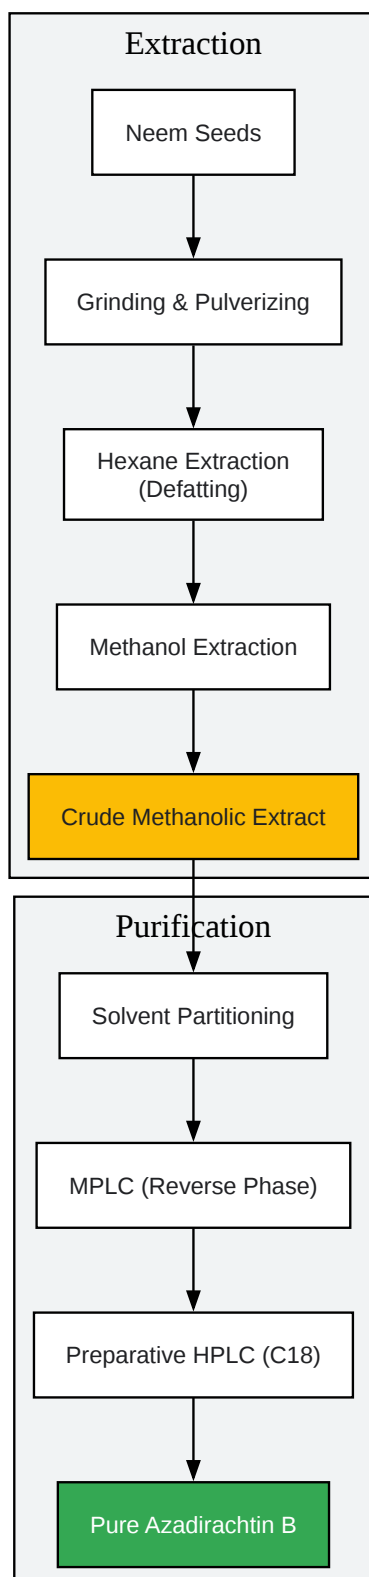 Extraction
Neem Seeds
Grinding & Pulverizing
Hexane Extraction
(Defatting)
Methanol Extraction
Crude Methanolic Extract
Purification
Solvent Partitioning
MPLC (Reverse Phase)
Preparative HPLC (C18)
Pure Azadirachtin B